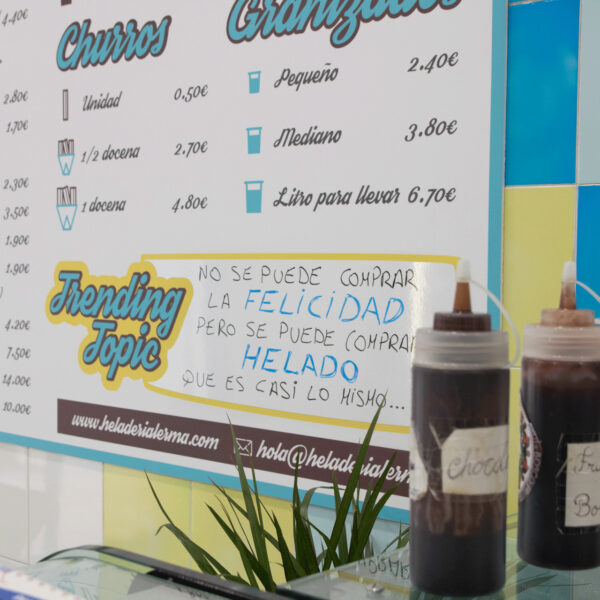 4.40€
2.80€
1.70€
2.30€
3.50€
1.90€
1.90€
4.20€
7.50€
14.00€
10.00€
Churros
Unidad 0.50€
1/2 docena 2.70€
1 docena 4.80€
Granizados
Pequeño 2.40€
Mediano 3.80€
Litro para llevar 6.70€
Trending
Topic
NO SE PUEDE COMPRAR
LA FELICIDAD
PERO SE PUEDE COMPRAR
HELADO
QUE ES CASI LO MISMO...
www.heladerialerma.com hola@heladerialerma